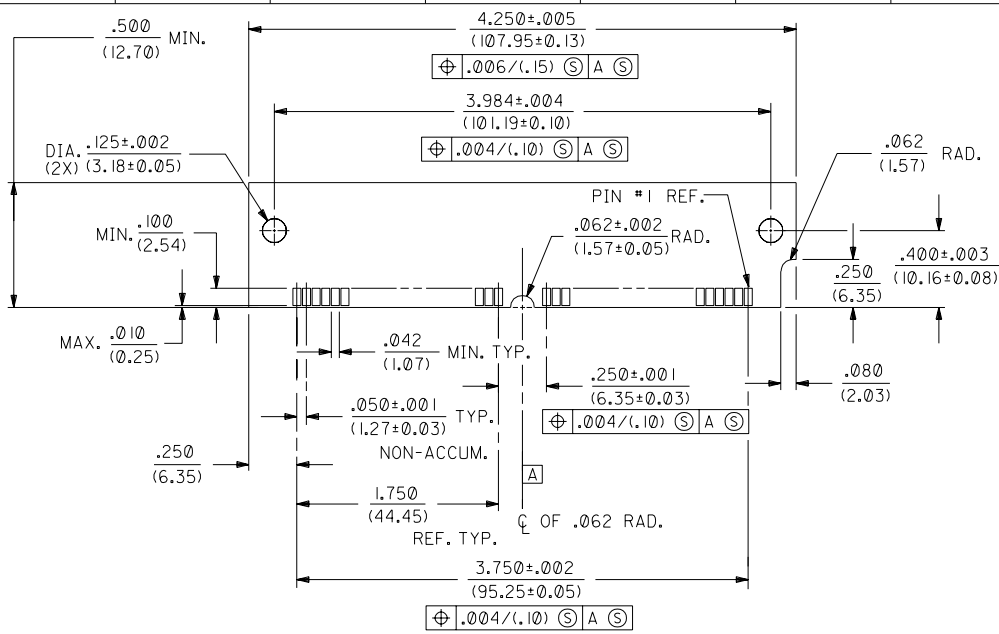 .500 MIN.
(12.70)
4.250±.005
(107.95±0.13)
⌖ .006/(.15) Ⓢ A Ⓢ
3.984±.004
(101.19±0.10)
⌖ .004/(.10) Ⓢ A Ⓢ
DIA. .125±.002
(2X) (3.18±0.05)
.062 RAD.
(1.57)
PIN #1 REF.
MIN. .100
(2.54)
.062±.002 RAD.
(1.57±0.05)
.250
(6.35)
.400±.003
(10.16±0.08)
MAX. .010
(0.25)
.042 MIN. TYP.
(1.07)
.250±.001
(6.35±0.03)
⌖ .004/(.10) Ⓢ A Ⓢ
.080
(2.03)
.050±.001 TYP.
(1.27±0.03)
NON-ACCUM.
.250
(6.35)
A
1.750
(44.45)
REF. TYP.
℄ OF .062 RAD.
3.750±.002
(95.25±0.05)
⌖ .004/(.10) Ⓢ A Ⓢ